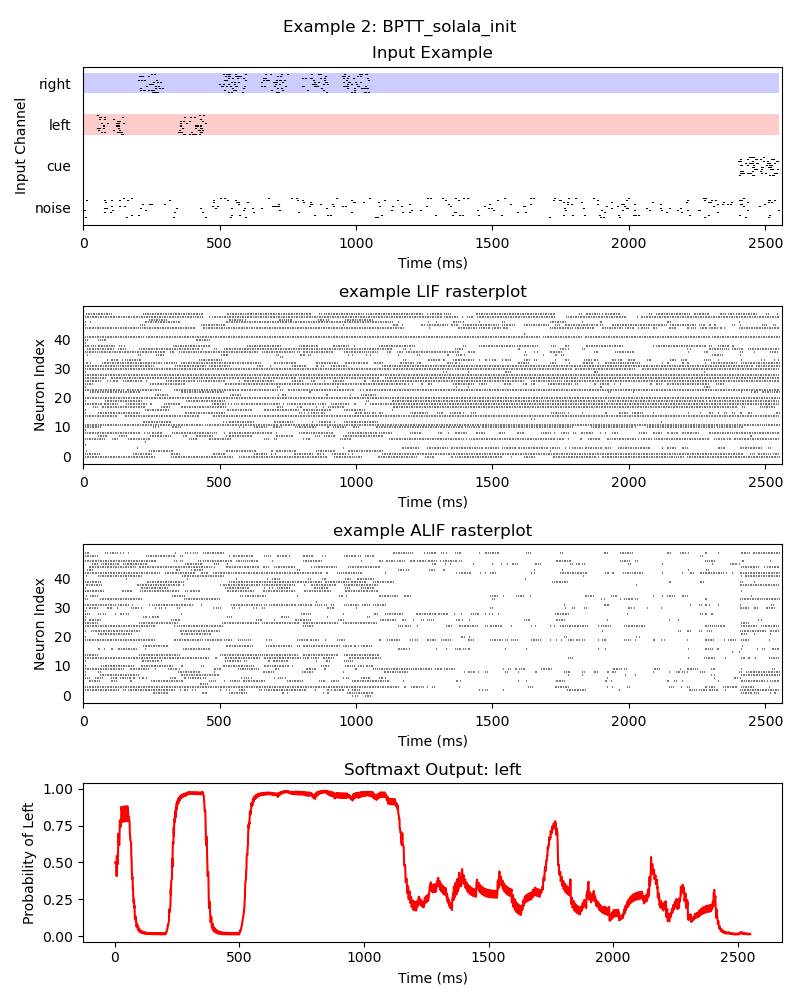 Example 2: BPTT_solala_init
Input Example
right
left
cue
noise
Input Channel
0 500 1000 1500 2000 2500
Time (ms)
example LIF rasterplot
40
30
20
10
0
Neuron Index
0 500 1000 1500 2000 2500
Time (ms)
example ALIF rasterplot
40
30
20
10
0
Neuron Index
0 500 1000 1500 2000 2500
Time (ms)
Softmaxt Output: left
1.00
0.75
0.50
0.25
0.00
Probability of Left
0 500 1000 1500 2000 2500
Time (ms)